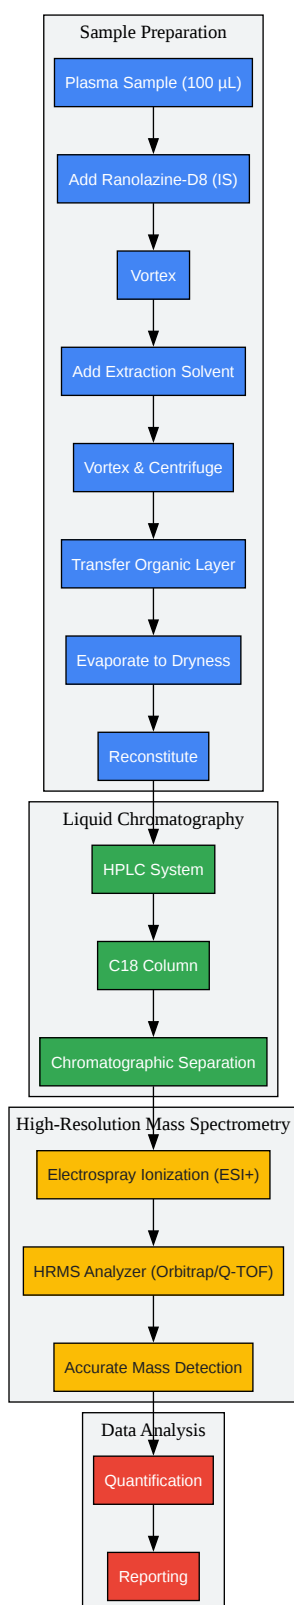 Sample Preparation
Plasma Sample (100 µL)
Add Ranolazine-D8 (IS)
Vortex
Add Extraction Solvent
Vortex & Centrifuge
Transfer Organic Layer
Evaporate to Dryness
Reconstitute
Liquid Chromatography
HPLC System
C18 Column
Chromatographic Separation
High-Resolution Mass Spectrometry
Electrospray Ionization (ESI+)
HRMS Analyzer (Orbitrap/Q-TOF)
Accurate Mass Detection
Data Analysis
Quantification
Reporting